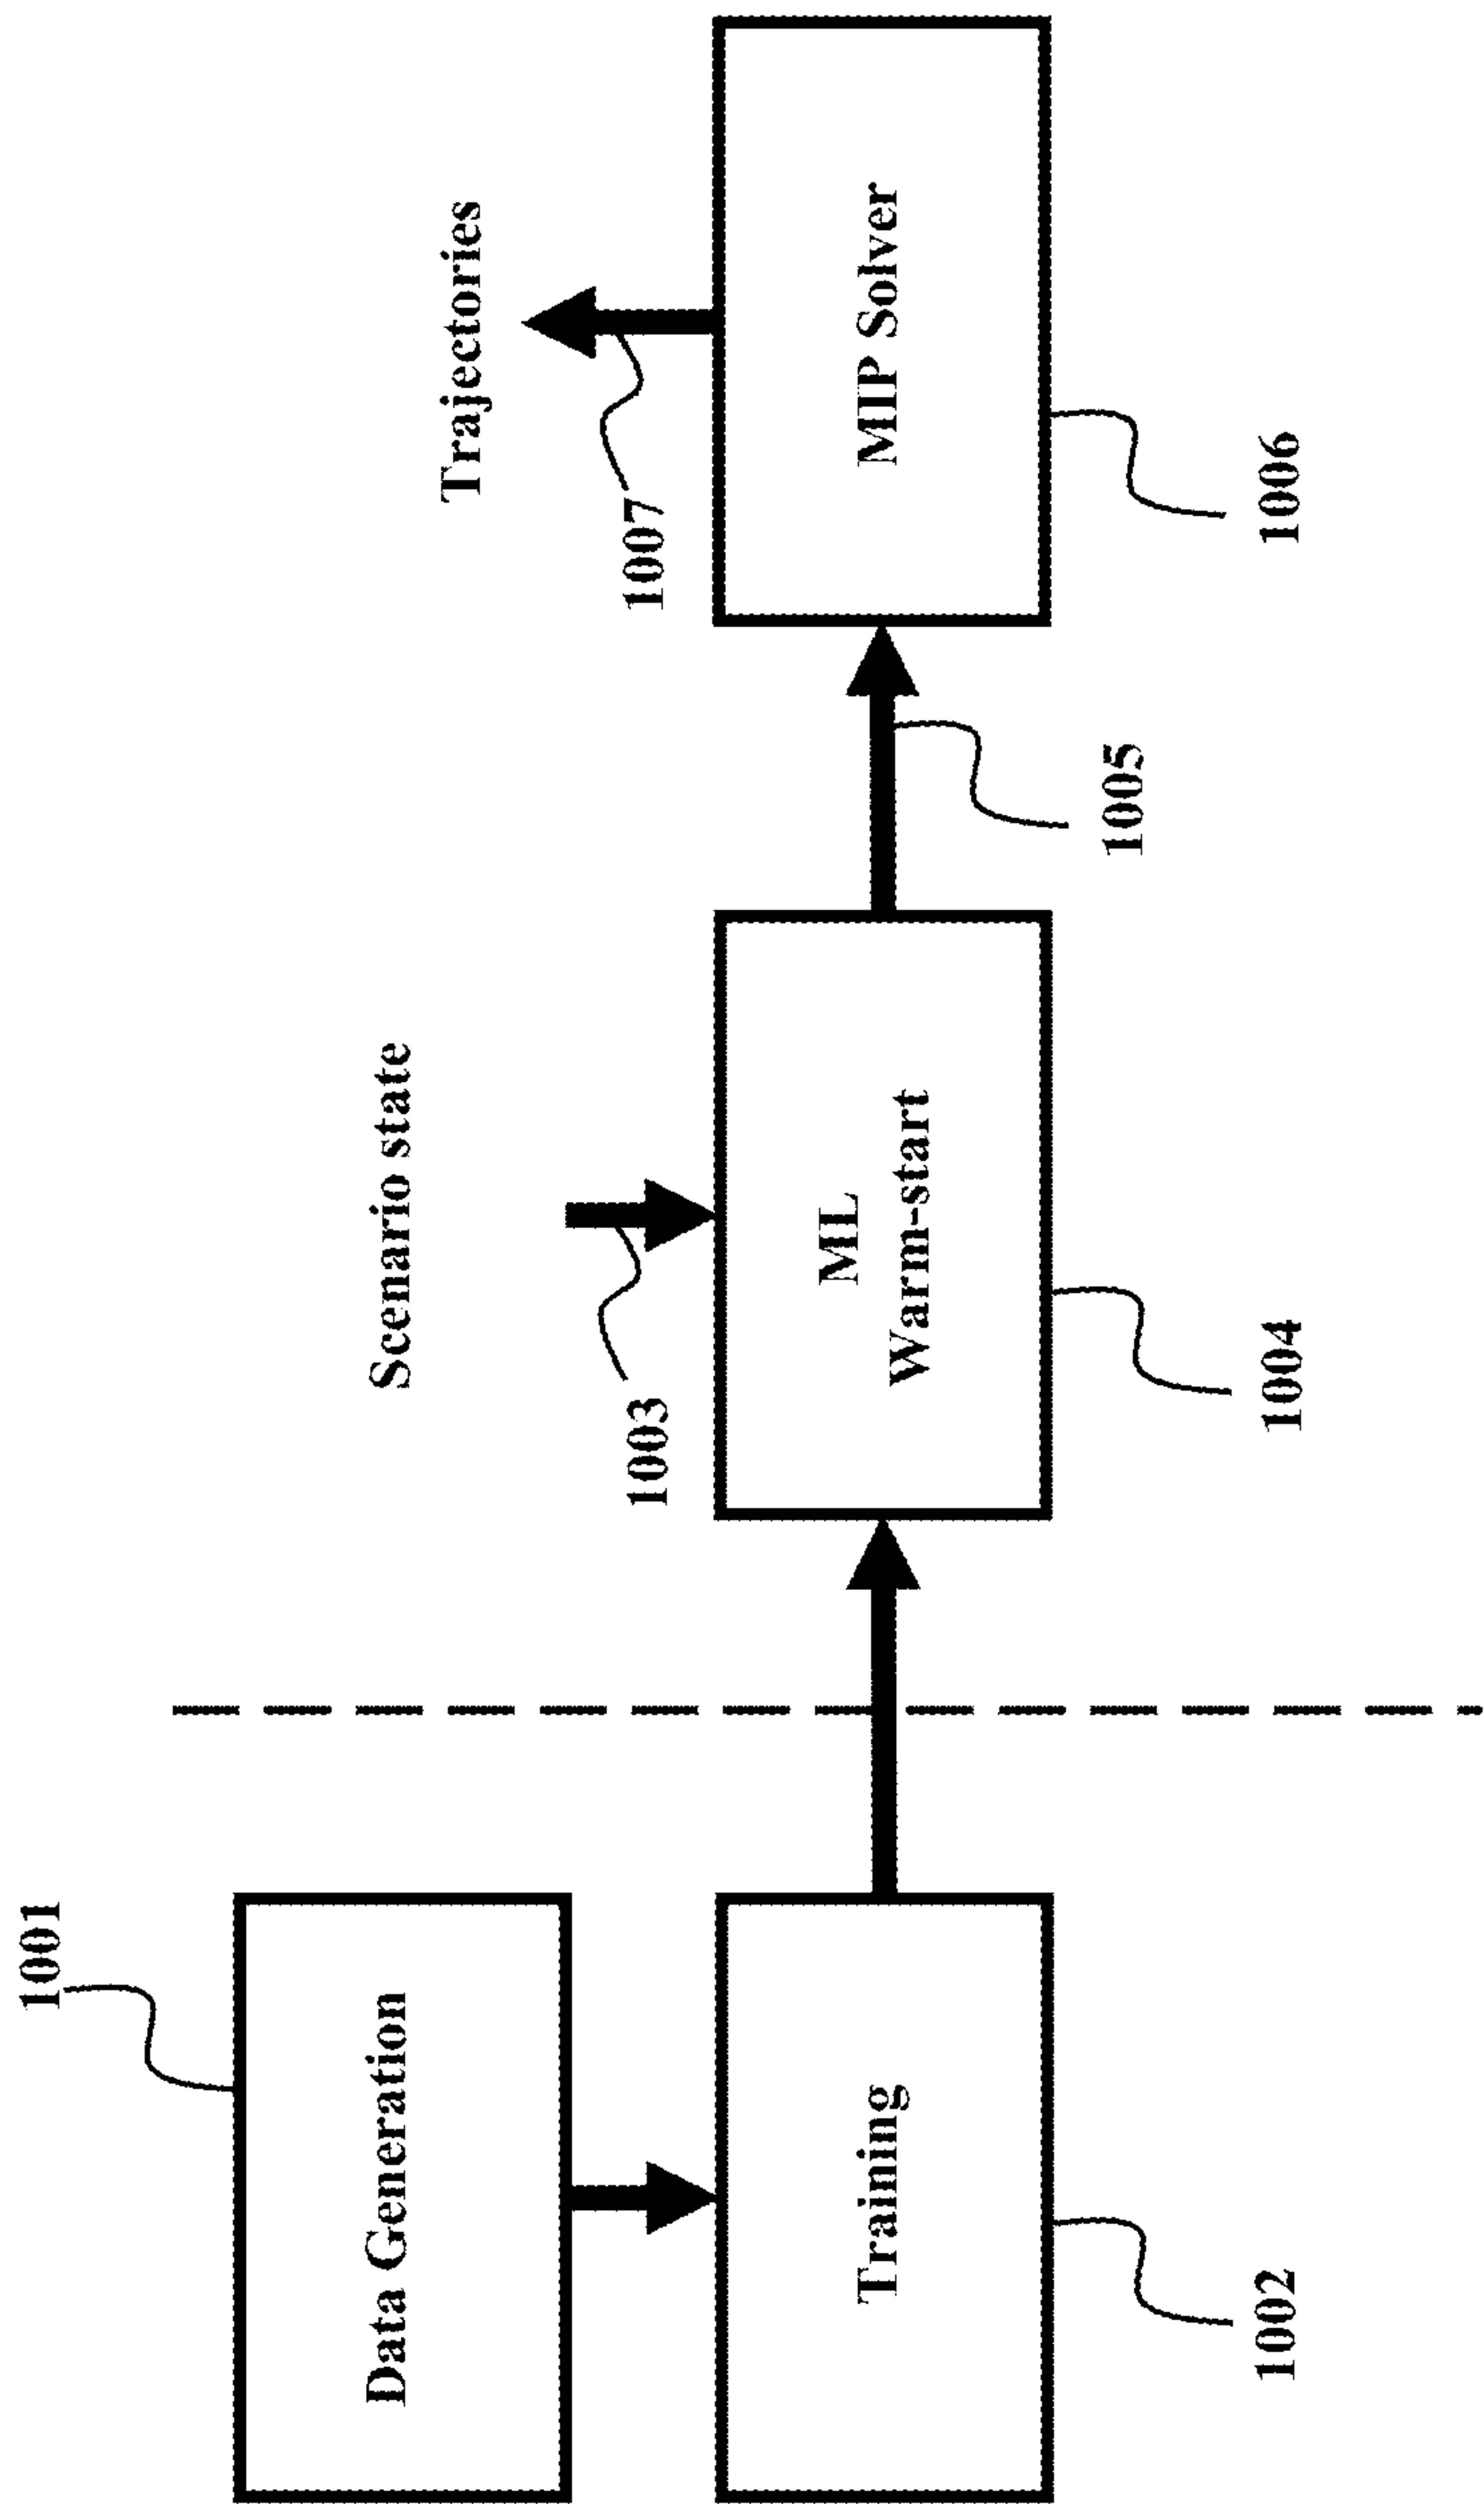 1001
Data Generation
Training
1002
Scenario state
1003
ML
Warm-start
1004
1005
Trajectories
1007
MIP Solver
1006